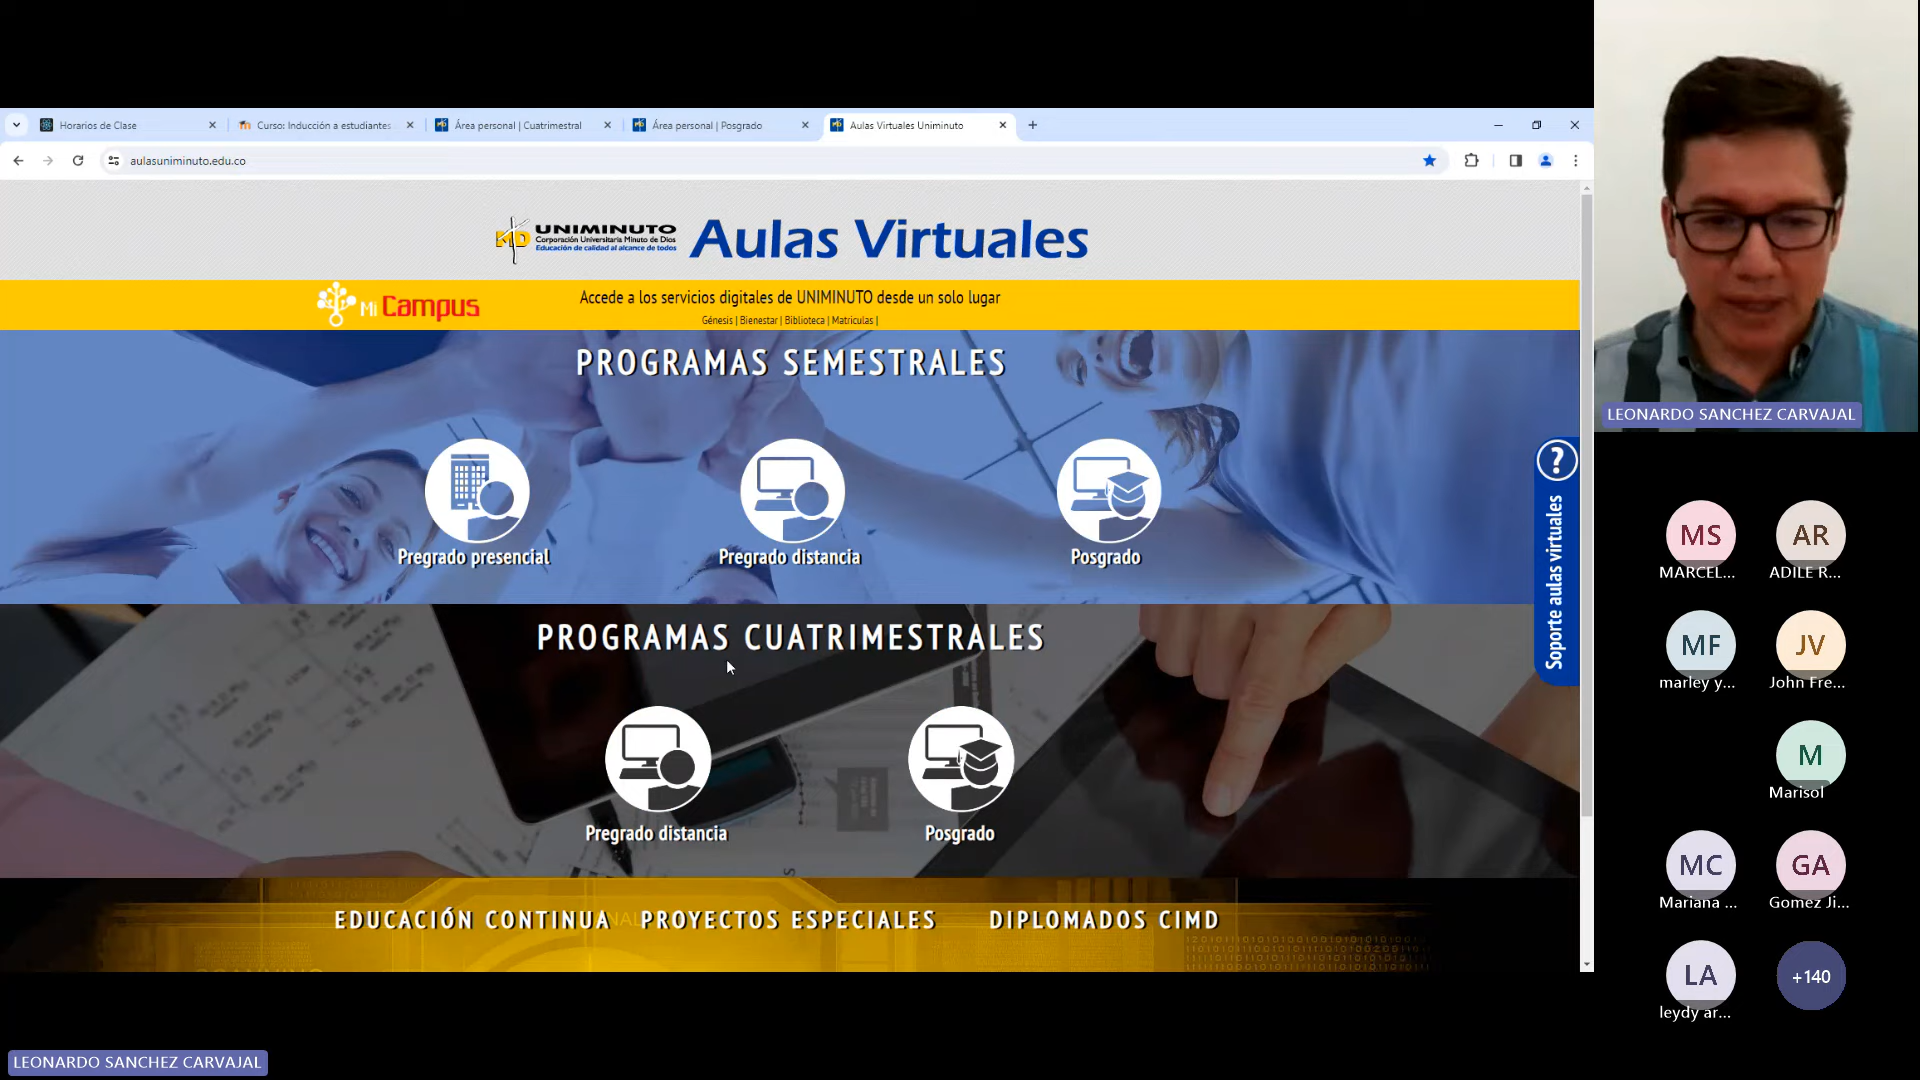 Horarios de Clase
Curso: Inducción a estudiantes
Área personal | Cuatrimestral
Área personal | Posgrado
Aulas Virtuales Uniminuto
aulasuniminuto.edu.co
UNIMINUTO
Corporación Universitaria Minuto de Dios
Educación de calidad al alcance de todos
Aulas Virtuales
Mi Campus
Accede a los servicios digitales de UNIMINUTO desde un solo lugar
Génesis | Bienestar | Biblioteca | Matriculas |
PROGRAMAS SEMESTRALES
Pregrado presencial
Pregrado distancia
Posgrado
PROGRAMAS CUATRIMESTRALES
Pregrado distancia
Posgrado
EDUCACIÓN CONTINUA
PROYECTOS ESPECIALES
DIPLOMADOS CIMD
?
Soporte aulas virtuales
LEONARDO SANCHEZ CARVAJAL
MS
MARCEL...
AR
ADILE R...
MF
marley y...
JV
John Fre...
M
Marisol
MC
Mariana ...
GA
Gomez Ji...
LA
leydy ar...
+140
LEONARDO SANCHEZ CARVAJAL